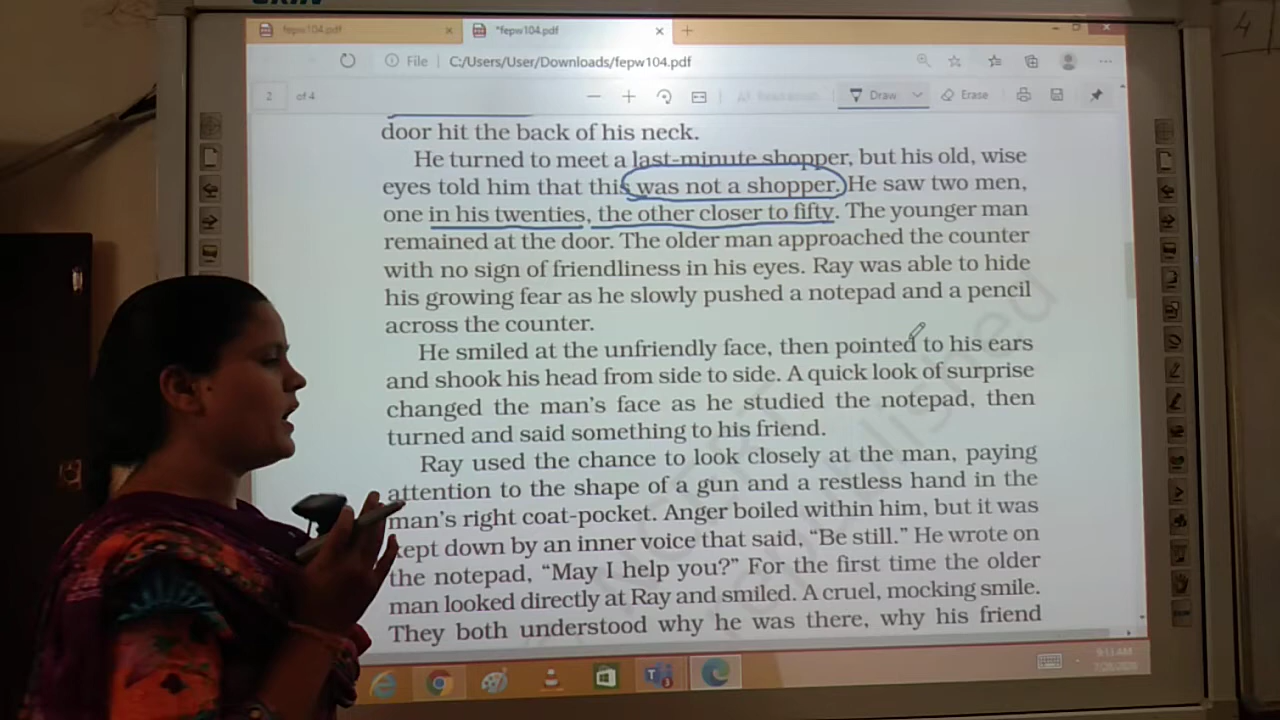 fepw104.pdf
*fepw104.pdf
File
C:/Users/User/Downloads/fepw104.pdf
2 of 4
Draw
Erase
door hit the back of his neck.
He turned to meet a last-minute shopper, but his old, wise
eyes told him that this was not a shopper. He saw two men,
one in his twenties, the other closer to fifty. The younger man
remained at the door. The older man approached the counter
with no sign of friendliness in his eyes. Ray was able to hide
his growing fear as he slowly pushed a notepad and a pencil
across the counter.
He smiled at the unfriendly face, then pointed to his ears
and shook his head from side to side. A quick look of surprise
changed the man's face as he studied the notepad, then
turned and said something to his friend.
Ray used the chance to look closely at the man, paying
attention to the shape of a gun and a restless hand in the
man's right coat-pocket. Anger boiled within him, but it was
kept down by an inner voice that said, "Be still." He wrote on
the notepad, "May I help you?" For the first time the older
man looked directly at Ray and smiled. A cruel, mocking smile.
They both understood why he was there, why his friend
9:13 AM
4